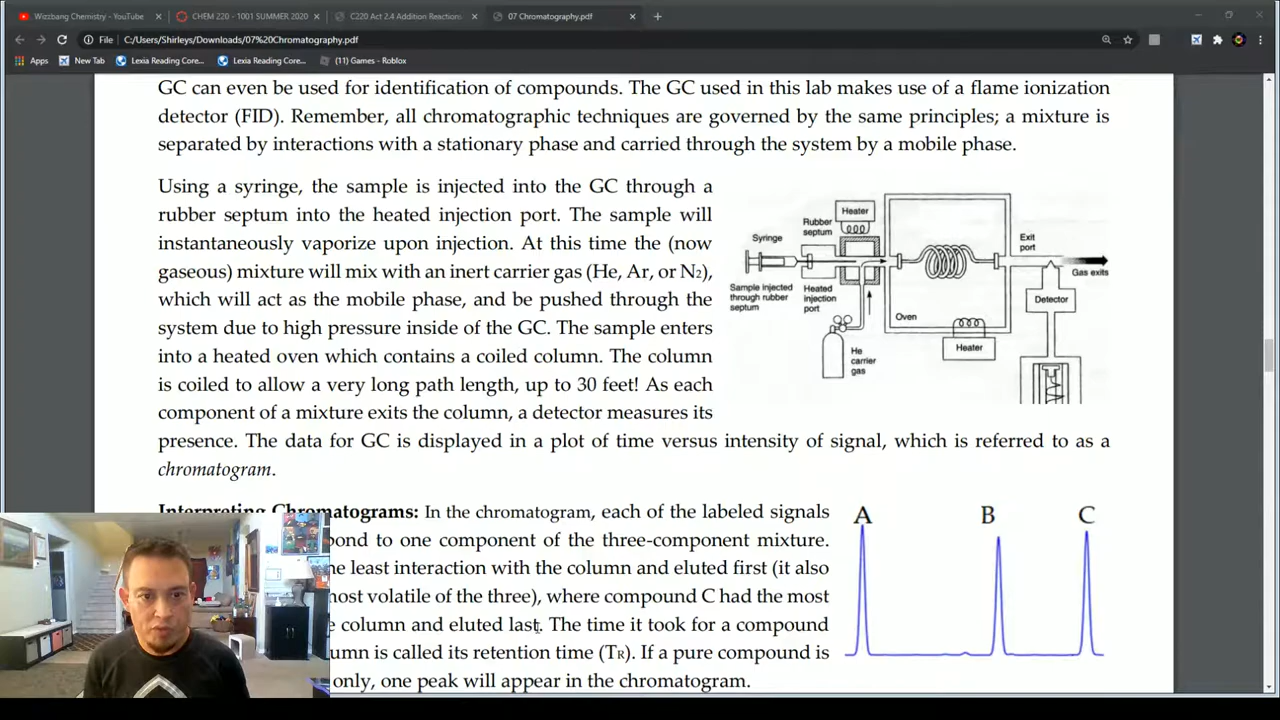 Wizzbang Chemistry - YouTube
CHEM 220 - 1001 SUMMER 2020
C220 Act 2.4 Addition Reactions
07 Chromatography.pdf
File
C:/Users/Shirleys/Downloads/07%20Chromatography.pdf
Apps
New Tab
Lexia Reading Core...
Lexia Reading Core...
(11) Games - Roblox
GC can even be used for identification of compounds. The GC used in this lab makes use of a flame ionization
detector (FID). Remember, all chromatographic techniques are governed by the same principles; a mixture is
separated by interactions with a stationary phase and carried through the system by a mobile phase.
Using a syringe, the sample is injected into the GC through a
rubber septum into the heated injection port. The sample will
instantaneously vaporize upon injection. At this time the (now
gaseous) mixture will mix with an inert carrier gas (He, Ar, or N2),
which will act as the mobile phase, and be pushed through the
system due to high pressure inside of the GC. The sample enters
into a heated oven which contains a coiled column. The column
is coiled to allow a very long path length, up to 30 feet! As each
component of a mixture exits the column, a detector measures its
presence. The data for GC is displayed in a plot of time versus intensity of signal, which is referred to as a
chromatogram.
Heater
Rubber
septum
Syringe
Exit
port
Gas exits
Sample injected
through rubber
septum
Heated
injection
port
Detector
Oven
He
carrier
gas
Heater
Interpreting Chromatograms: In the chromatogram, each of the labeled signals
pond to one component of the three-component mixture.
ne least interaction with the column and eluted first (it also
nost volatile of the three), where compound C had the most
e column and eluted last. The time it took for a compound
umn is called its retention time (TR). If a pure compound is
only, one peak will appear in the chromatogram.
A
B
C